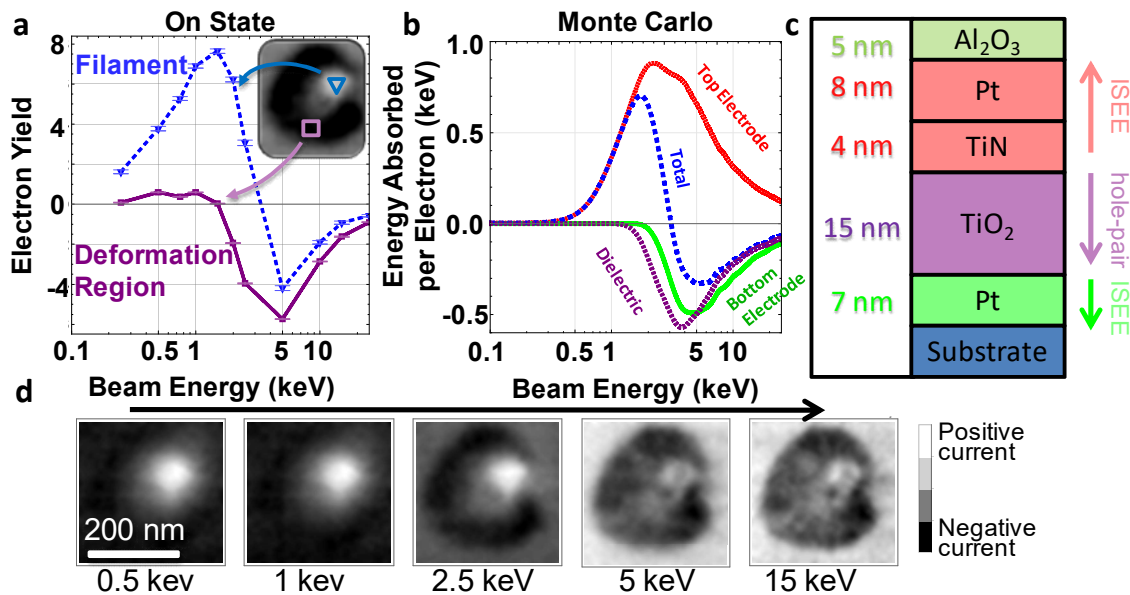 a On State
Electron Yield
8
4
0
-4
Filament
Deformation
Region
0.1 0.5 1 5 10
Beam Energy (keV)
b Monte Carlo
Energy Absorbed
per Electron (keV)
1.0
0.5
0.0
-0.5
Top Electrode
Total
Dielectric
Bottom
Electrode
0.1 0.5 1 5 10
Beam Energy (keV)
c
5 nm Al2O3
8 nm Pt
4 nm TiN
15 nm TiO2
7 nm Pt
Substrate
ISEE
hole-pair
ISEE
d
200 nm
0.5 kev 1 kev 2.5 keV 5 keV 15 keV
Positive
current
Negative
current